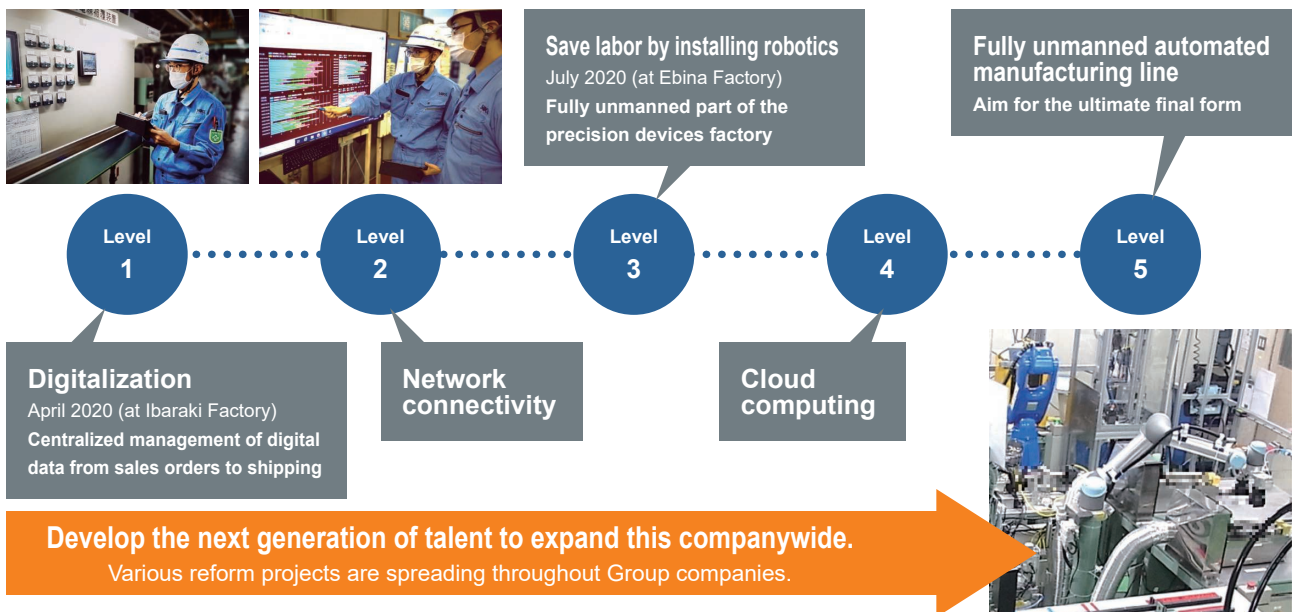 Save labor by installing robotics
July 2020 (at Ebina Factory)
Fully unmanned part of the
precision devices factory
Fully unmanned automated
manufacturing line
Aim for the ultimate final form
Level
1
Level
2
Level
3
Level
4
Level
5
Digitalization
April 2020 (at Ibaraki Factory)
Centralized management of digital
data from sales orders to shipping
Network
connectivity
Cloud
computing
Develop the next generation of talent to expand this companywide.
Various reform projects are spreading throughout Group companies.